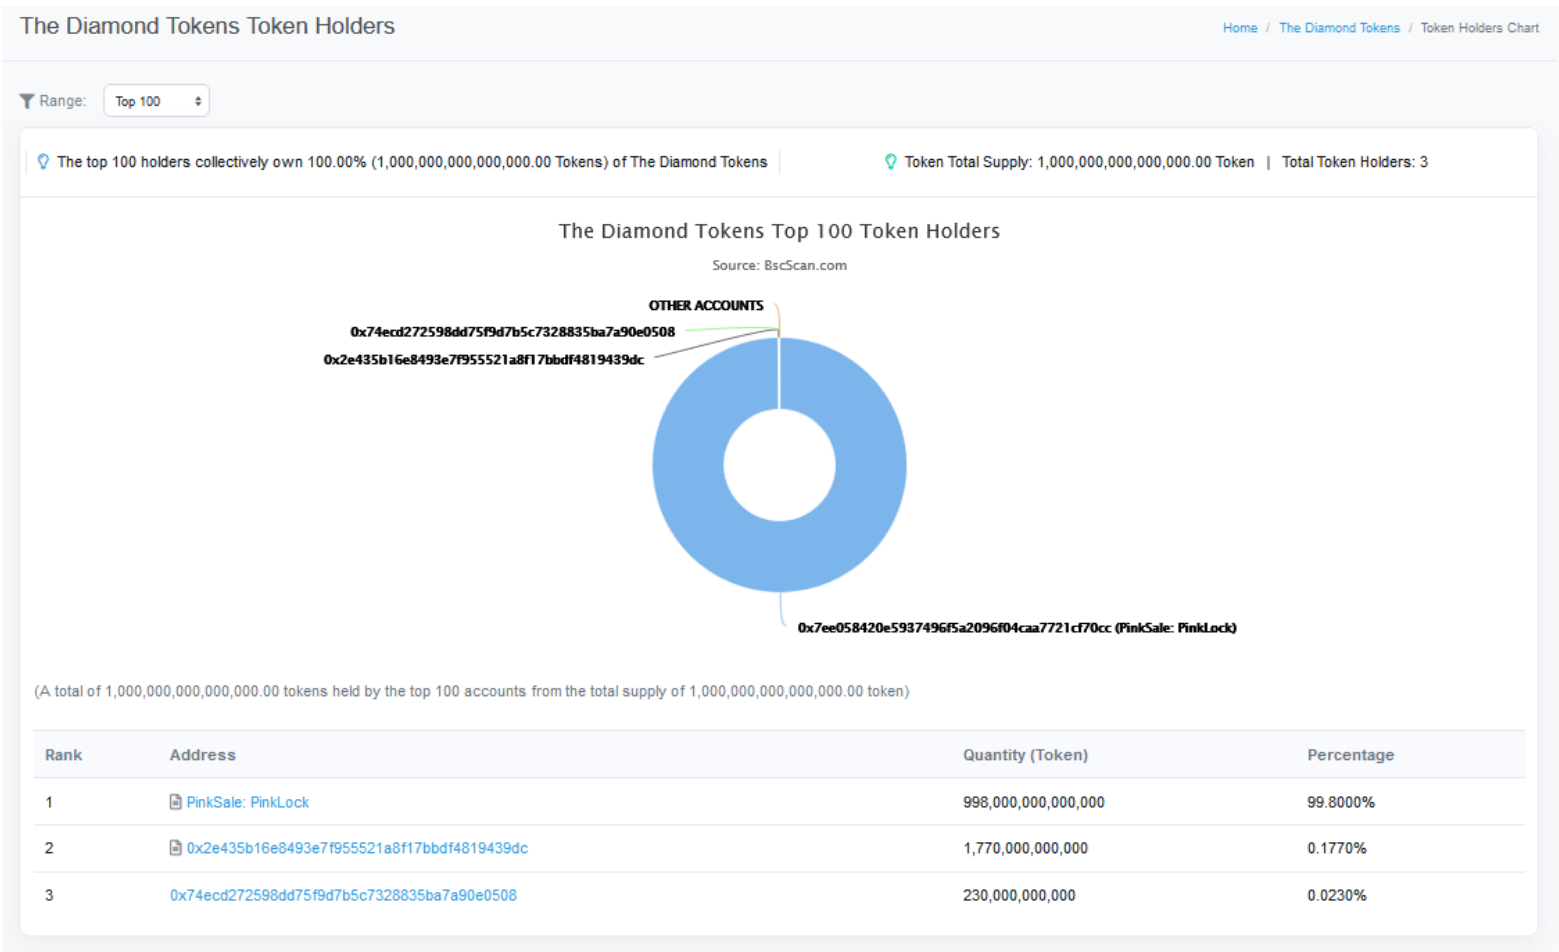 The Diamond Tokens Token Holders
Home / The Diamond Tokens / Token Holders Chart
Range: Top 100
The top 100 holders collectively own 100.00% (1,000,000,000,000,000.00 Tokens) of The Diamond Tokens
Token Total Supply: 1,000,000,000,000,000.00 Token | Total Token Holders: 3
The Diamond Tokens Top 100 Token Holders
Source: BscScan.com
OTHER ACCOUNTS
0x74ecd272598dd75f9d7b5c7328835ba7a90e0508
0x2e435b16e8493e7f955521a8f17bbdf4819439dc
0x7ee058420e5937496f5a2096f04caa7721cf70cc (PinkSale: PinkLock)
(A total of 1,000,000,000,000,000.00 tokens held by the top 100 accounts from the total supply of 1,000,000,000,000,000.00 token)
Rank Address Quantity (Token) Percentage
1 PinkSale: PinkLock 998,000,000,000,000 99.8000%
2 0x2e435b16e8493e7f955521a8f17bbdf4819439dc 1,770,000,000,000 0.1770%
3 0x74ecd272598dd75f9d7b5c7328835ba7a90e0508 230,000,000,000 0.0230%